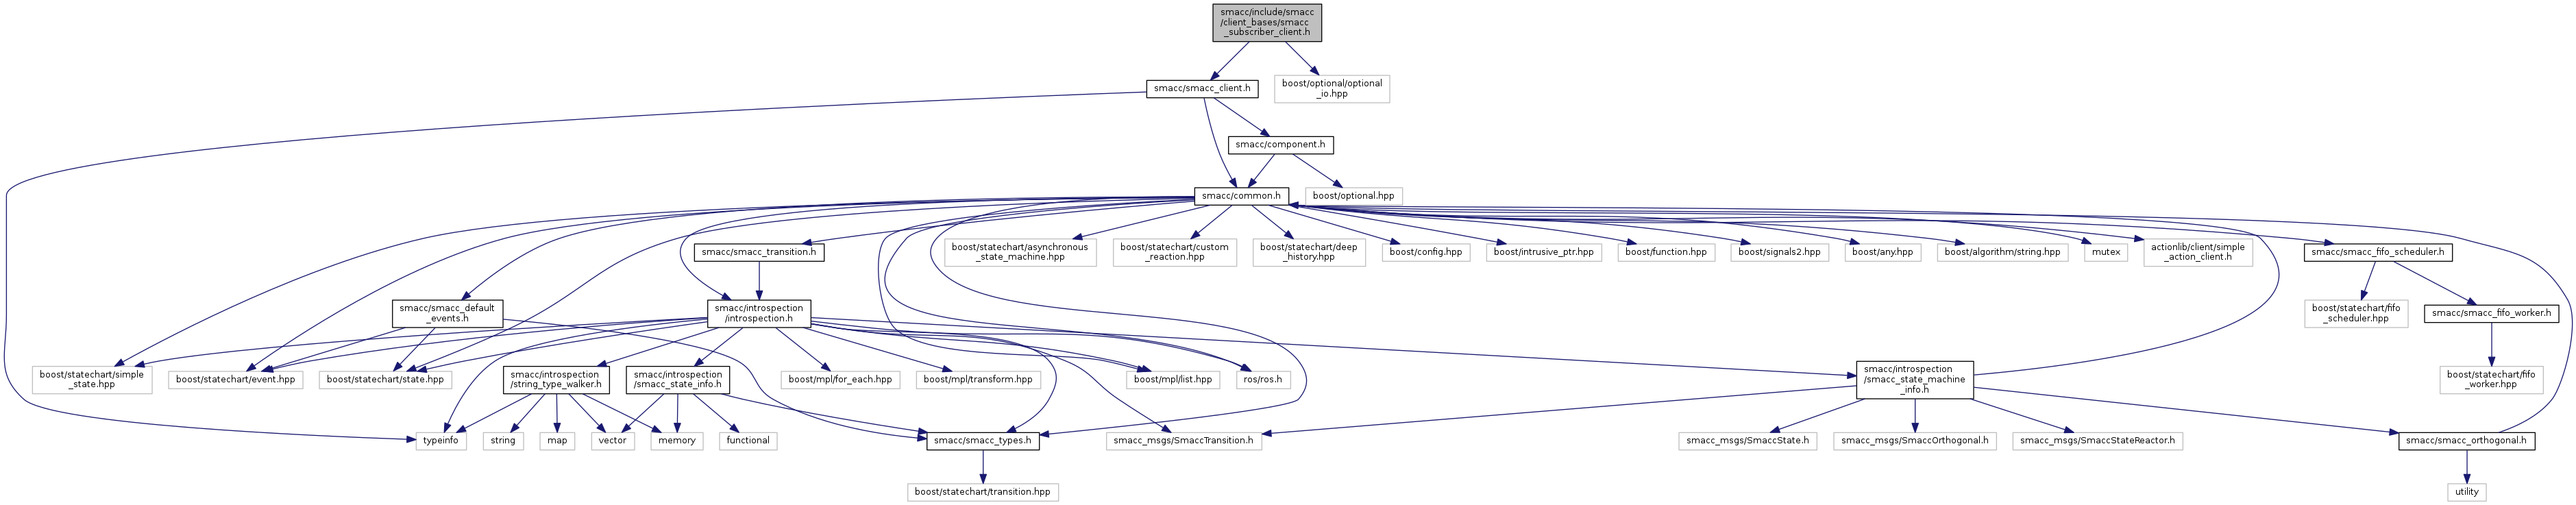 smacc/include/smacc
/client_bases/smacc
_subscriber_client.h
smacc/smacc_client.h
boost/optional/optional
_io.hpp
smacc/component.h
smacc/common.h
boost/optional.hpp
smacc/smacc_transition.h
boost/statechart/asynchronous
_state_machine.hpp
boost/statechart/custom
_reaction.hpp
boost/statechart/deep
_history.hpp
boost/config.hpp
boost/intrusive_ptr.hpp
boost/function.hpp
boost/signals2.hpp
boost/any.hpp
boost/algorithm/string.hpp
mutex
actionlib/client/simple
_action_client.h
smacc/smacc_fifo_scheduler.h
smacc/smacc_default
_events.h
smacc/introspection
/introspection.h
boost/statechart/fifo
_scheduler.hpp
smacc/smacc_fifo_worker.h
boost/statechart/simple
_state.hpp
boost/statechart/event.hpp
boost/statechart/state.hpp
smacc/introspection
/string_type_walker.h
smacc/introspection
/smacc_state_info.h
boost/mpl/for_each.hpp
boost/mpl/transform.hpp
boost/mpl/list.hpp
ros/ros.h
smacc/introspection
/smacc_state_machine
_info.h
boost/statechart/fifo
_worker.hpp
typeinfo
string
map
vector
memory
functional
smacc/smacc_types.h
smacc_msgs/SmaccTransition.h
smacc_msgs/SmaccState.h
smacc_msgs/SmaccOrthogonal.h
smacc_msgs/SmaccStateReactor.h
smacc/smacc_orthogonal.h
boost/statechart/transition.hpp
utility